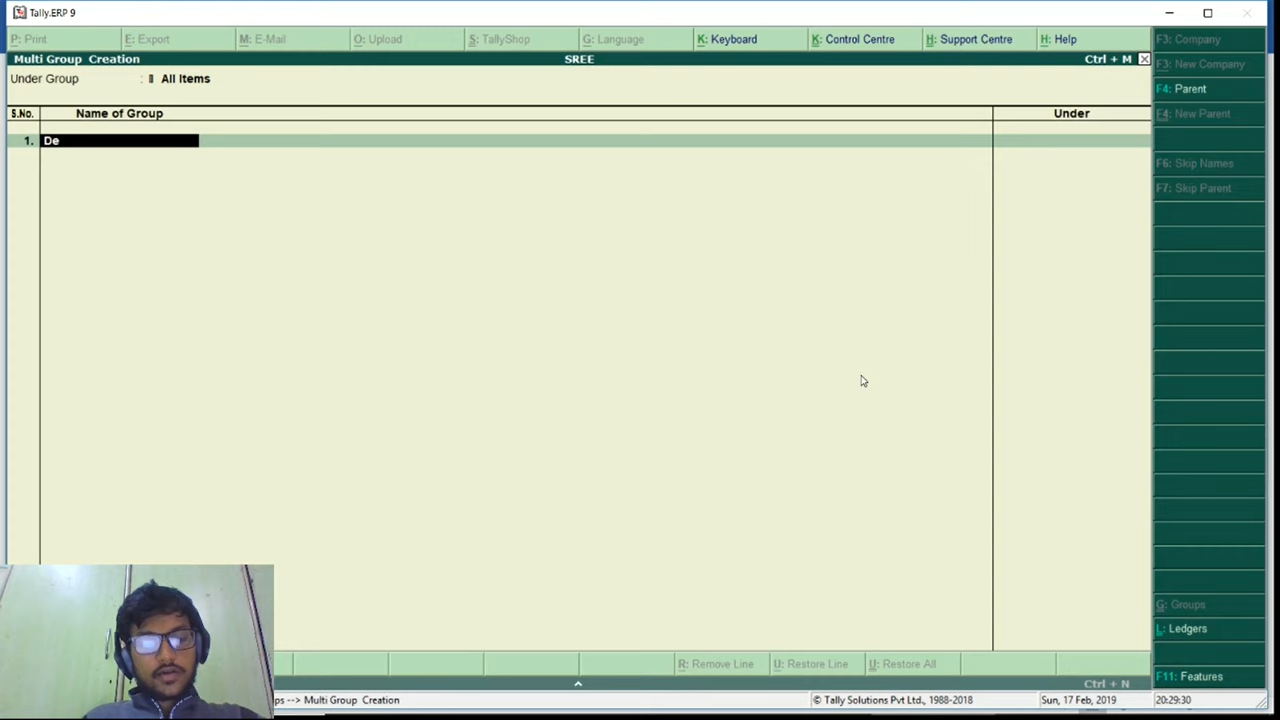 Tally.ERP 9
P: Print E: Export M: E-Mail O: Upload S: TallyShop G: Language K: Keyboard K: Control Centre H: Support Centre H: Help
Multi Group Creation SREE Ctrl + M
Under Group : All Items
S.No. Name of Group Under
1. De
F3: Company
F3: New Company
F4: Parent
F4: New Parent
F6: Skip Names
F7: Skip Parent
G: Groups
L: Ledgers
F11: Features
R: Remove Line U: Restore Line U: Restore All
Ctrl + N
ps --> Multi Group Creation © Tally Solutions Pvt Ltd., 1988-2018 Sun, 17 Feb, 2019 20:29:30